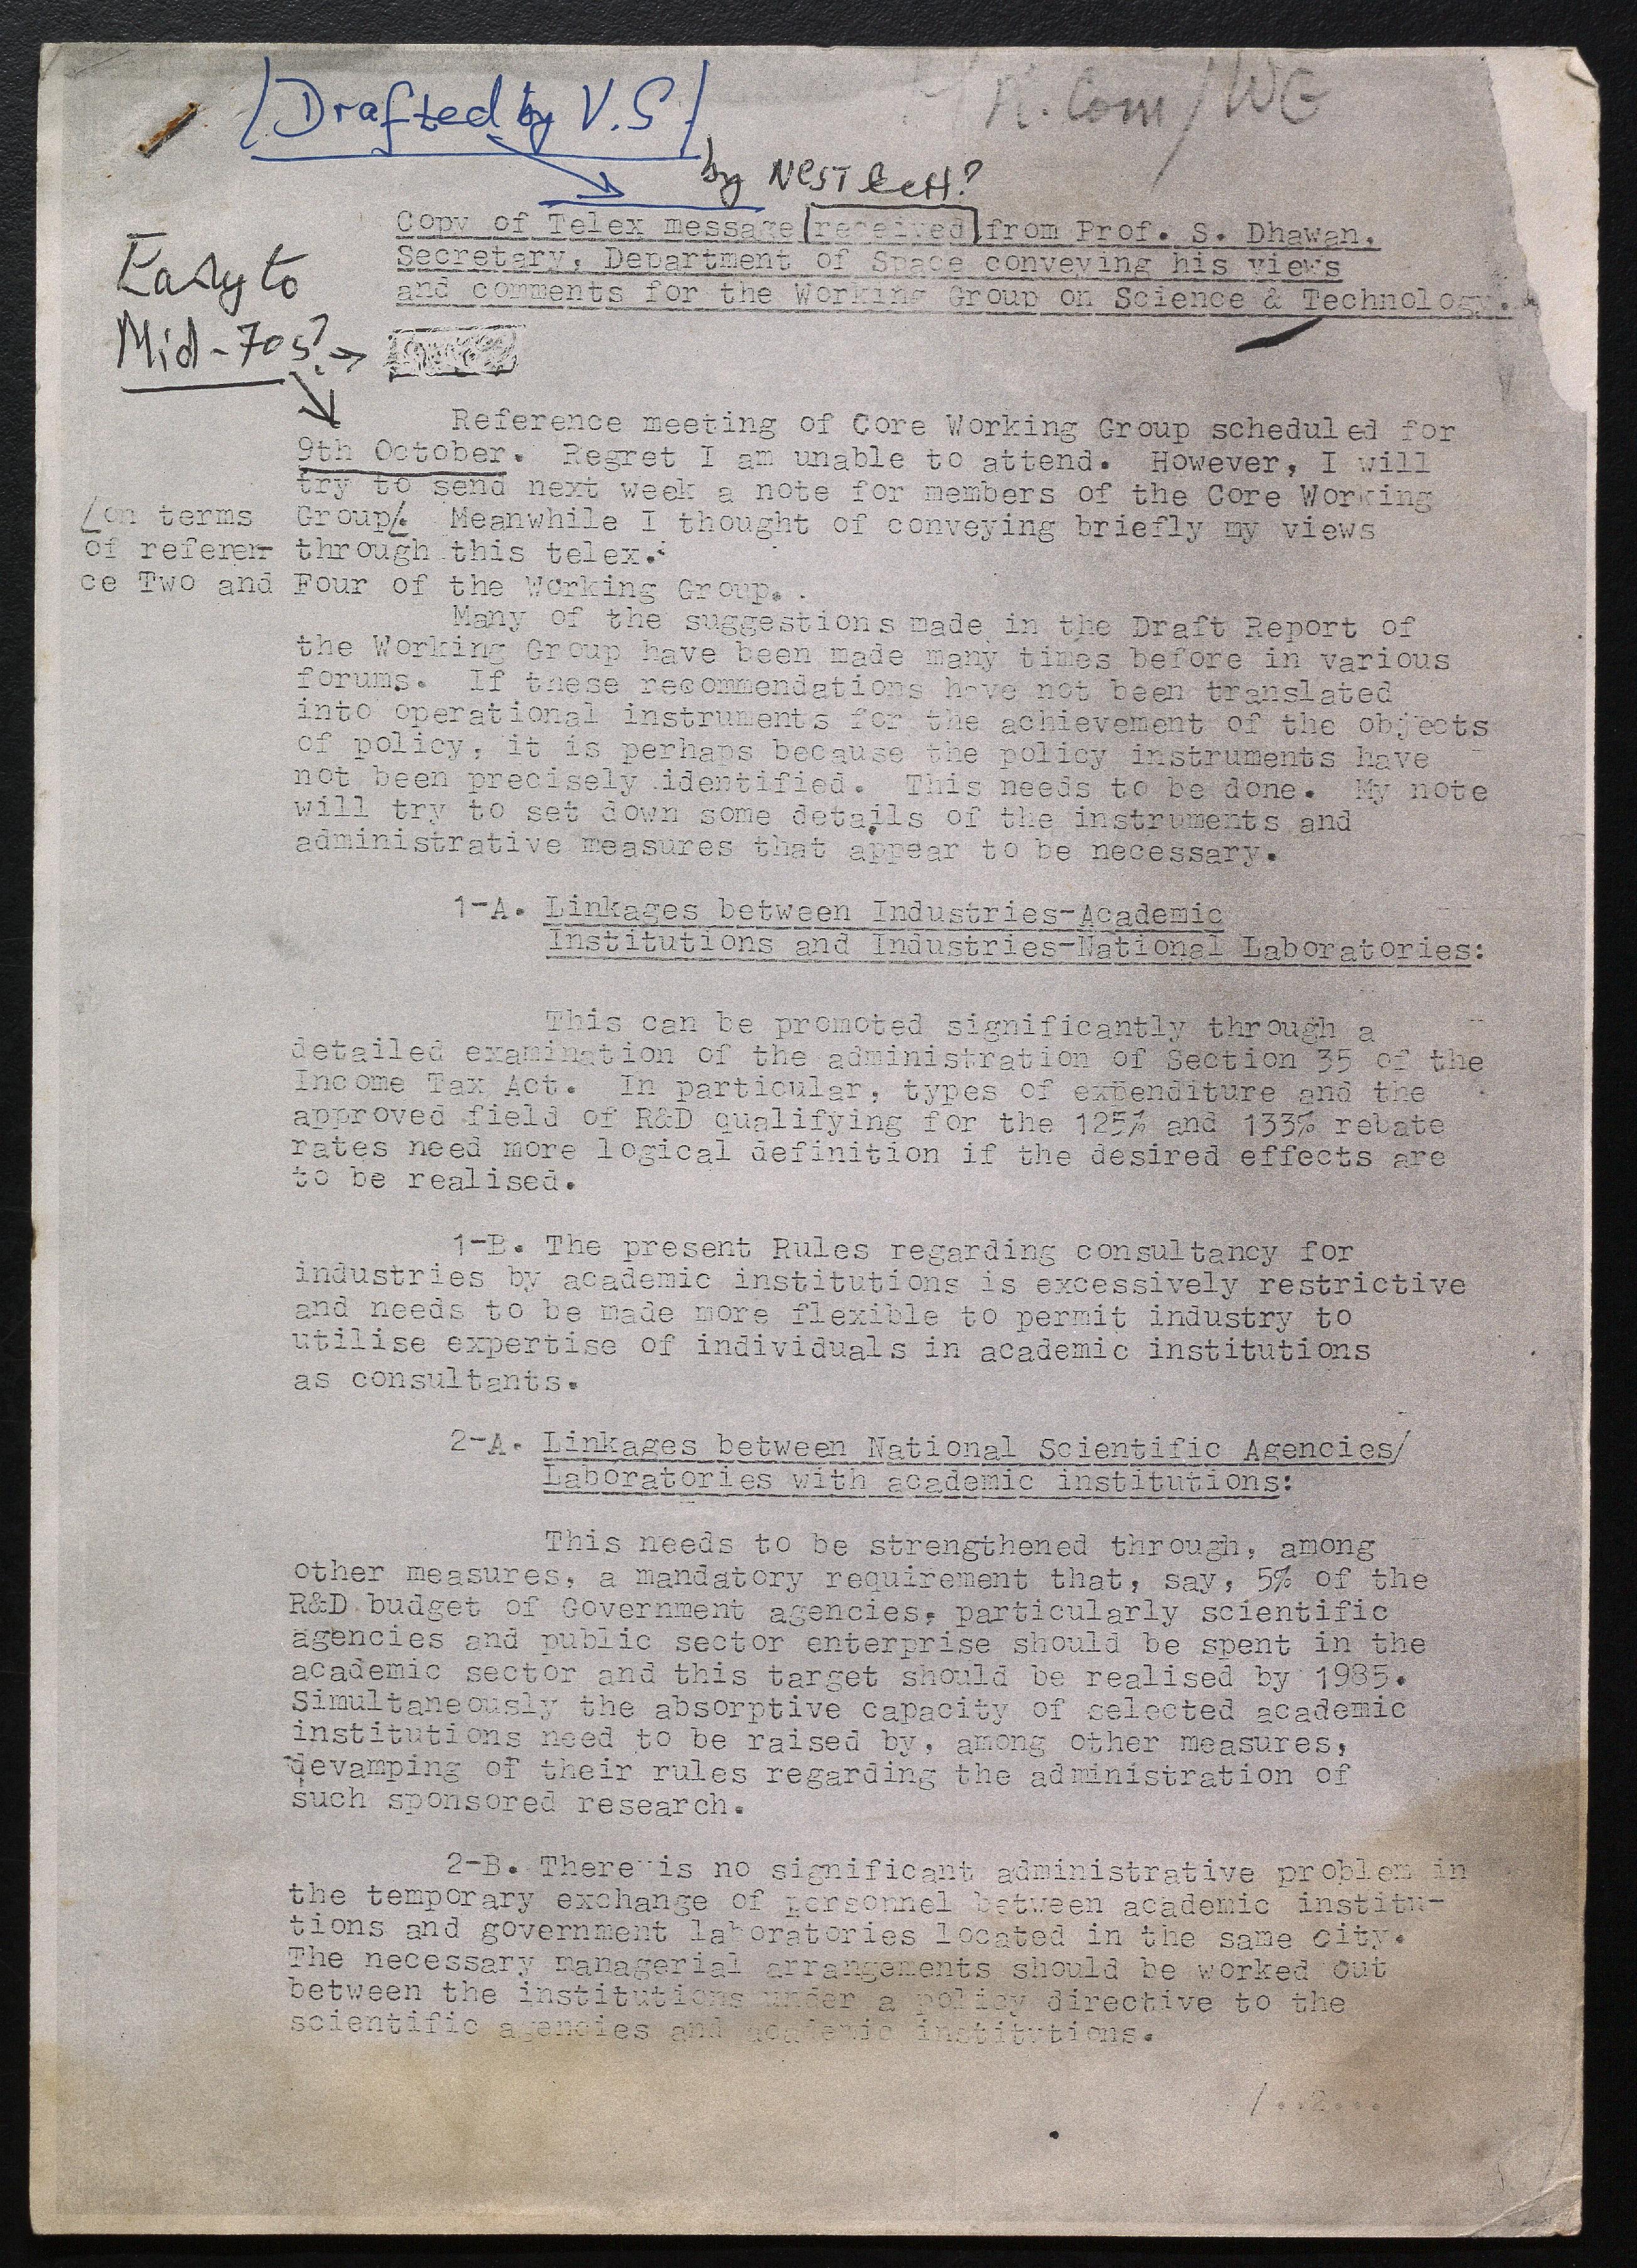 /Drafted by V.S/
P. Com/WG
by NCST
Early to
Mid-70s?→
Copy of Telex message [received] from Prof. S. Dhawan,
Secretary, Department of Space conveying his views
and comments for the Working Group on Science & Technology.
Reference meeting of Core Working Group scheduled for
9th October. Regret I am unable to attend. However, I will
try to send next week a note for members of the Core Working
/on terms Group/. Meanwhile I thought of conveying briefly my views
of referen- through this telex.
ce Two and Four of the Working Group.
Many of the suggestions made in the Draft Report of
the Working Group have been made many times before in various
forums. If these recommendations have not been translated
into operational instruments for the achievement of the objects
of policy, it is perhaps because the policy instruments have
not been precisely identified. This needs to be done. My note
will try to set down some details of the instruments and
administrative measures that appear to be necessary.
1-A. Linkages between Industries-Academic
Institutions and Industries-National Laboratories:
This can be promoted significantly through a
detailed examination of the administration of Section 35 of the
Income Tax Act. In particular, types of expenditure and the
approved field of R&D qualifying for the 125% and 133% rebate
rates need more logical definition if the desired effects are
to be realised.
1-B. The present Rules regarding consultancy for
industries by academic institutions is excessively restrictive
and needs to be made more flexible to permit industry to
utilise expertise of individuals in academic institutions
as consultants.
2-A. Linkages between National Scientific Agencies/
Laboratories with academic institutions:
This needs to be strengthened through, among
other measures, a mandatory requirement that, say, 5% of the
R&D budget of Government agencies, particularly scientific
agencies and public sector enterprise should be spent in the
academic sector and this target should be realised by 1985.
Simultaneously the absorptive capacity of selected academic
institutions need to be raised by, among other measures,
devamping of their rules regarding the administration of
such sponsored research.
2-B. There is no significant administrative problem in
the temporary exchange of personnel between academic institu-
tions and government laboratories located in the same city.
The necessary managerial arrangements should be worked out
between the institutions under a policy directive to the
scientific agencies and academic institutions.
/..2...